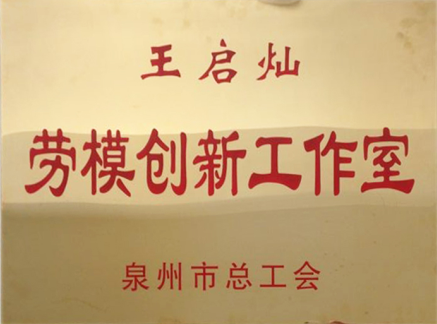 王启灿
劳模创新工作室
泉州市总工会